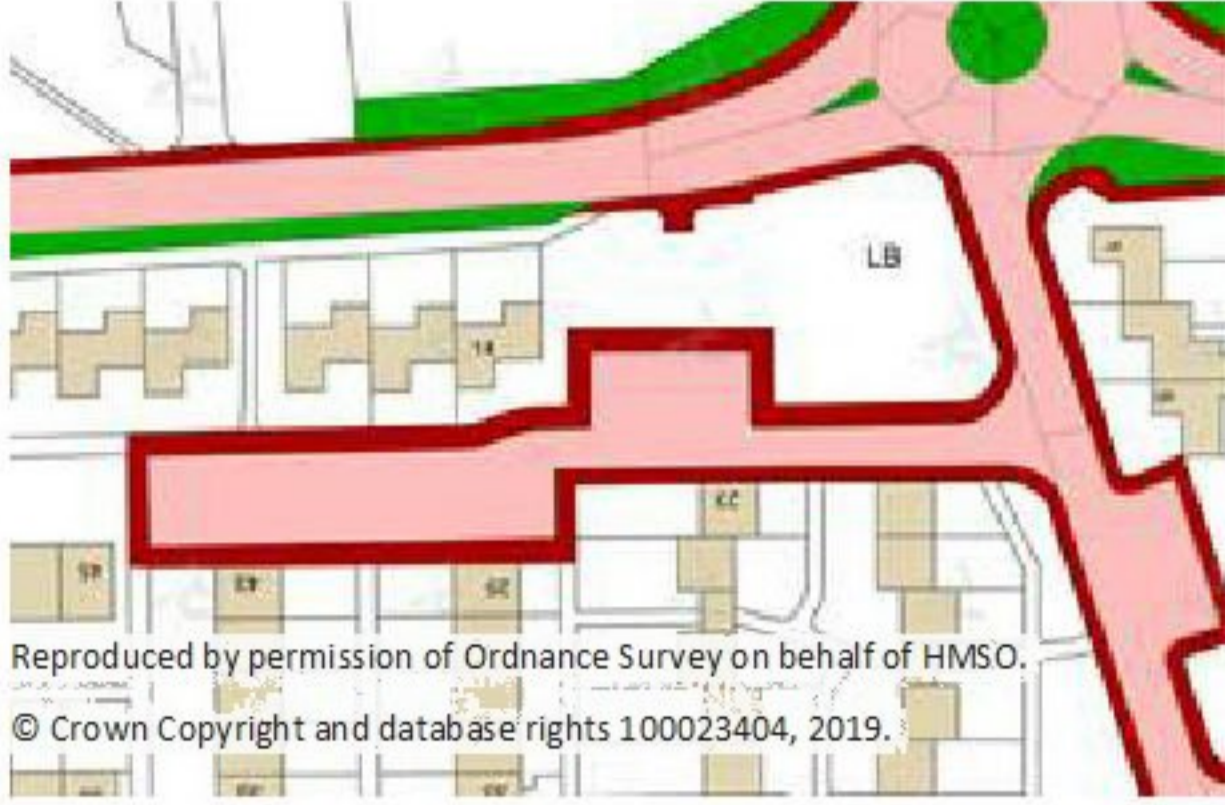 LB
Reproduced by permission of Ordnance Survey on behalf of HMSO.
© Crown Copyright and database rights 100023404, 2019.